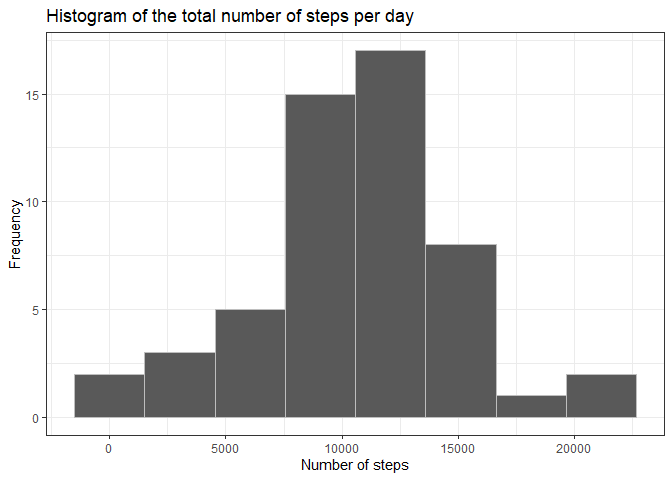 Histogram of the total number of steps per day
15
10
5
0
Frequency
0 5000 10000 15000 20000
Number of steps